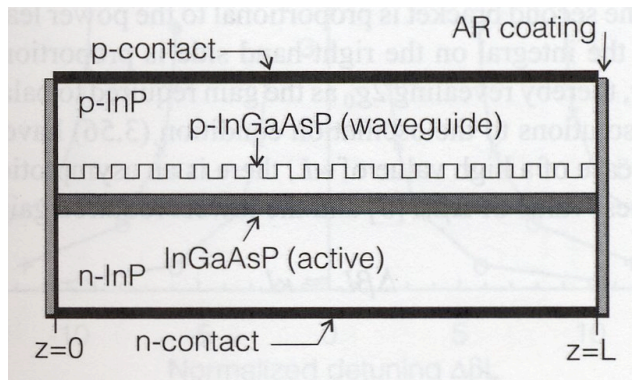 AR coating
p-contact
p-InP
p-InGaAsP (waveguide)
InGaAsP (active)
n-InP
n-contact
z=0
z=L